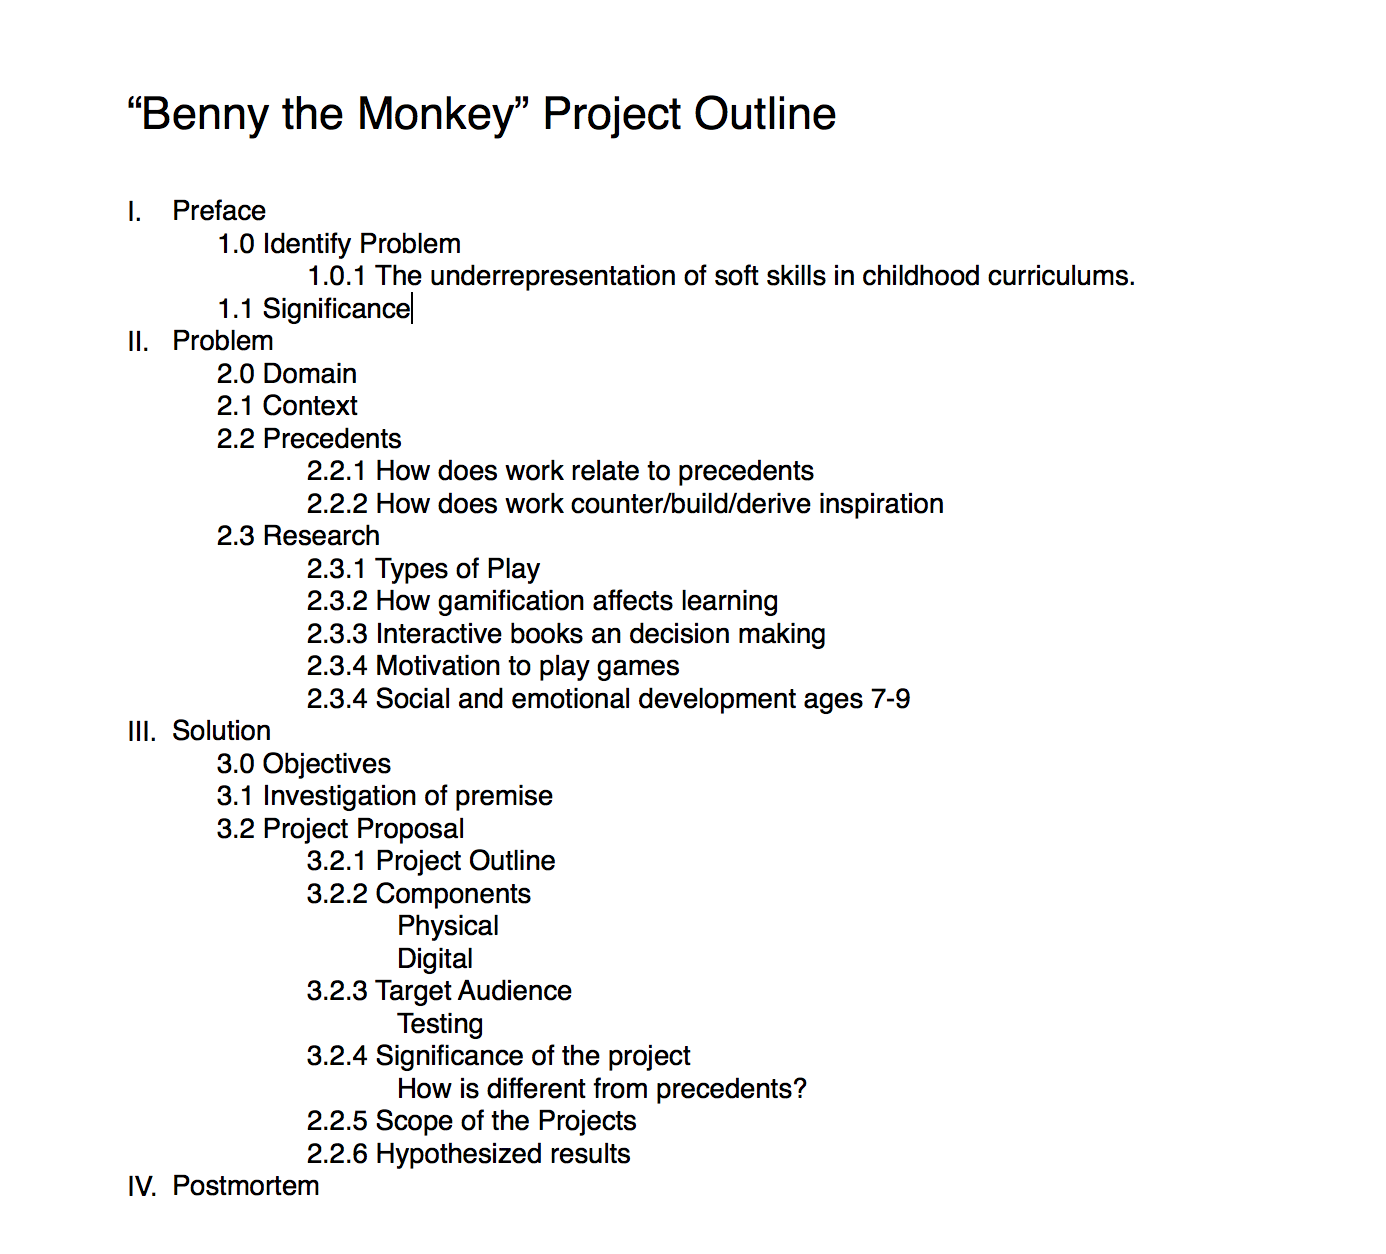 “Benny the Monkey” Project Outline
I. Preface
1.0 Identify Problem
1.0.1 The underrepresentation of soft skills in childhood curriculums.
1.1 Significance
II. Problem
2.0 Domain
2.1 Context
2.2 Precedents
2.2.1 How does work relate to precedents
2.2.2 How does work counter/build/derive inspiration
2.3 Research
2.3.1 Types of Play
2.3.2 How gamification affects learning
2.3.3 Interactive books an decision making
2.3.4 Motivation to play games
2.3.4 Social and emotional development ages 7-9
III. Solution
3.0 Objectives
3.1 Investigation of premise
3.2 Project Proposal
3.2.1 Project Outline
3.2.2 Components
Physical
Digital
3.2.3 Target Audience
Testing
3.2.4 Significance of the project
How is different from precedents?
2.2.5 Scope of the Projects
2.2.6 Hypothesized results
IV. Postmortem